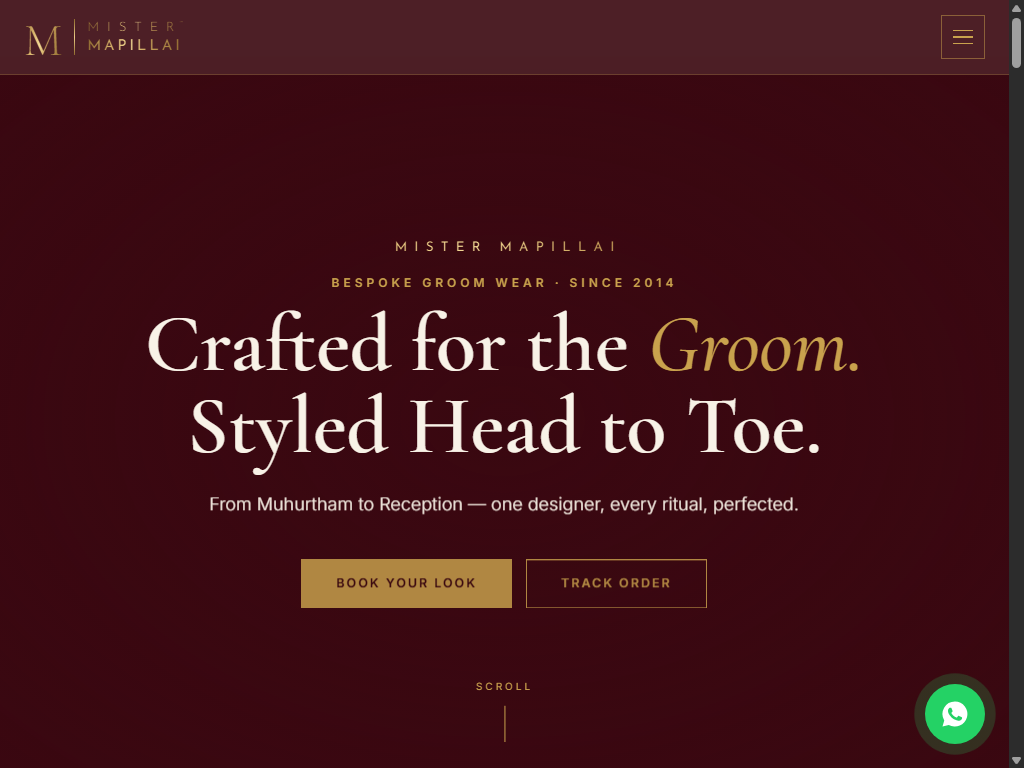 M
MISTER
MAPILLAI
MISTER MAPILLAI
BESPOKE GROOM WEAR · SINCE 2014
Crafted for the Groom.
Styled Head to Toe.
From Muhurtham to Reception — one designer, every ritual, perfected.
BOOK YOUR LOOK
TRACK ORDER
SCROLL